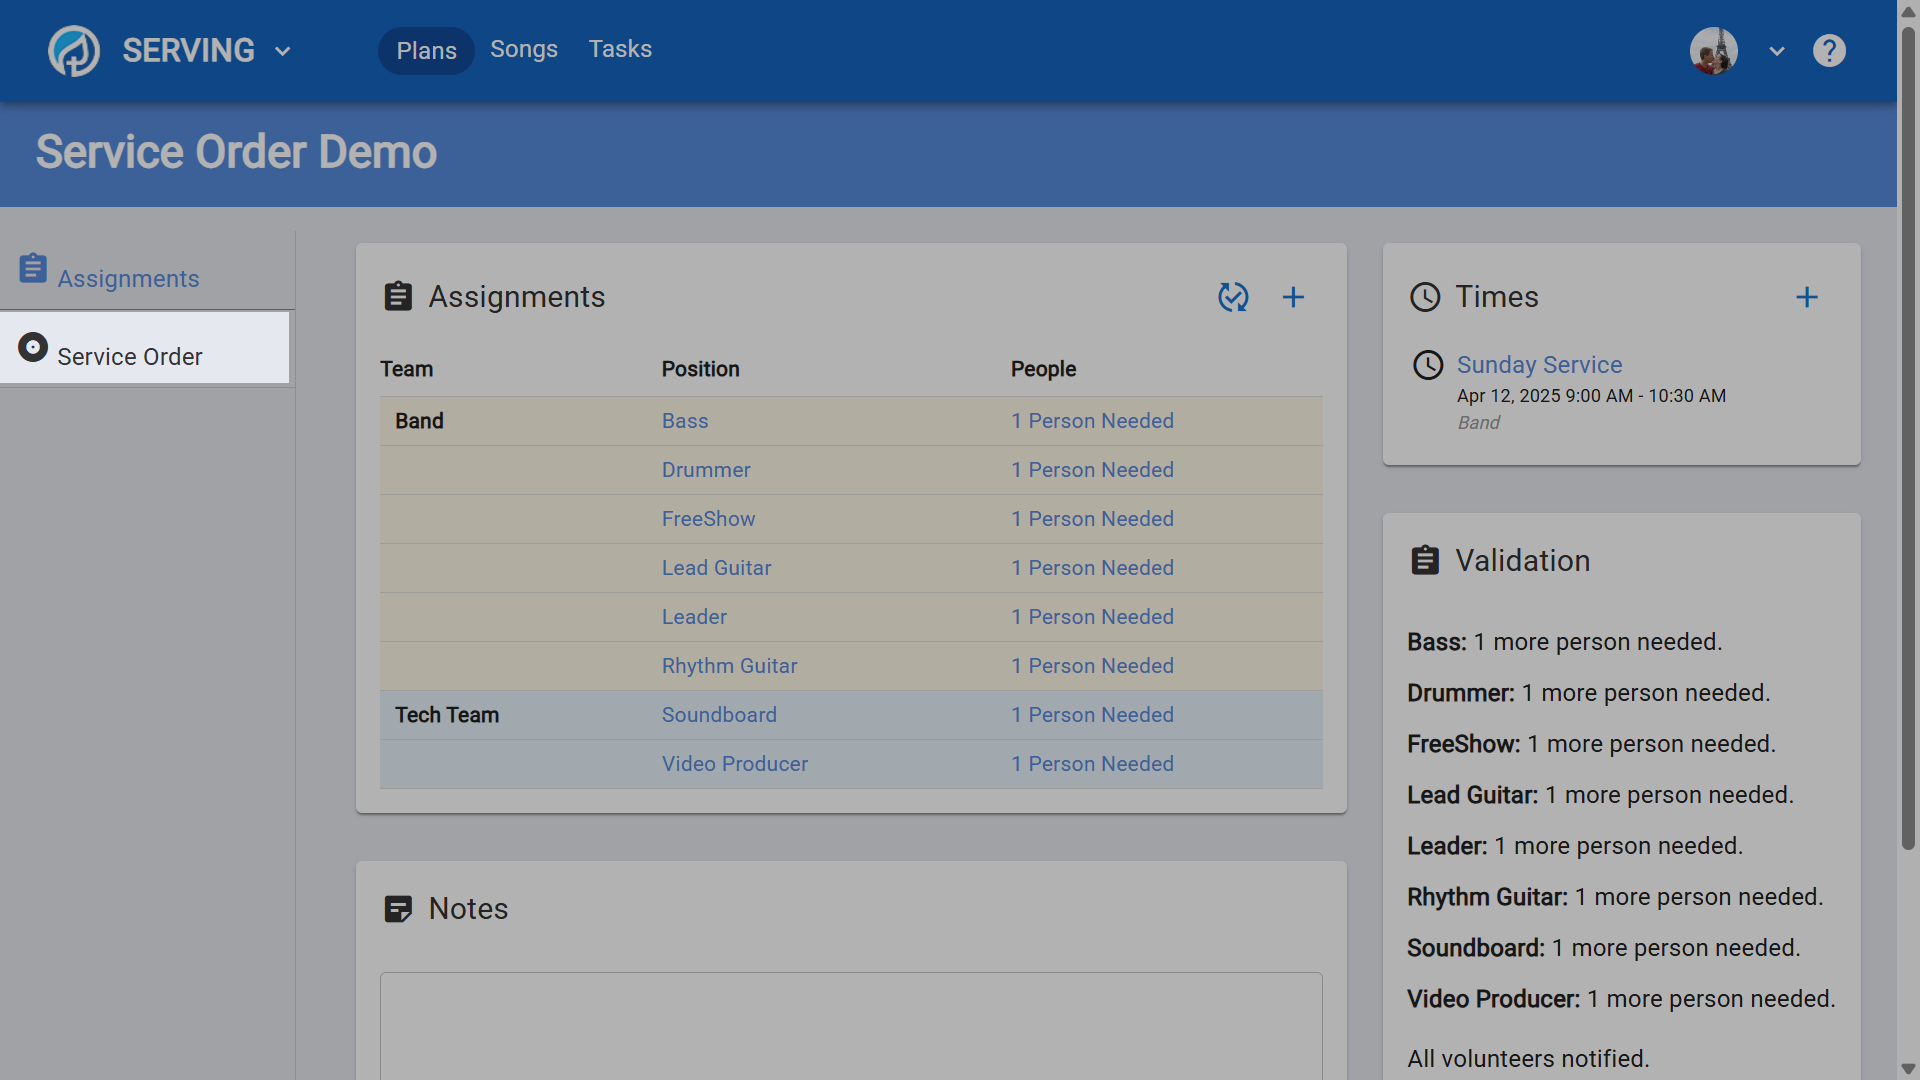 SERVING
Plans
Songs
Tasks
Service Order Demo
Assignments
Service Order
Assignments
Team Position People
Band Bass 1 Person Needed
Drummer 1 Person Needed
FreeShow 1 Person Needed
Lead Guitar 1 Person Needed
Leader 1 Person Needed
Rhythm Guitar 1 Person Needed
Tech Team Soundboard 1 Person Needed
Video Producer 1 Person Needed
Notes
Times
Sunday Service
Apr 12, 2025 9:00 AM - 10:30 AM
Band
Validation
Bass: 1 more person needed.
Drummer: 1 more person needed.
FreeShow: 1 more person needed.
Lead Guitar: 1 more person needed.
Leader: 1 more person needed.
Rhythm Guitar: 1 more person needed.
Soundboard: 1 more person needed.
Video Producer: 1 more person needed.
All volunteers notified.